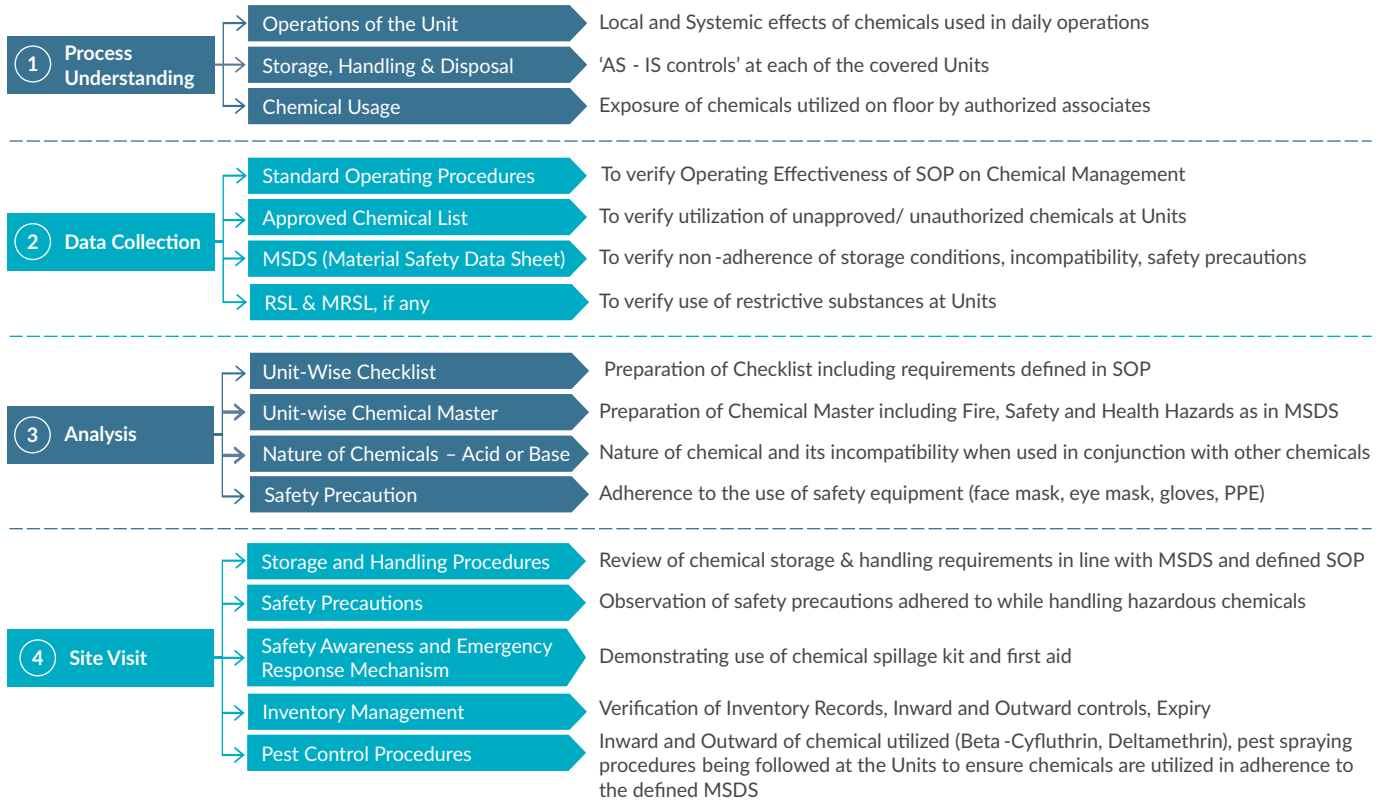 1
Process
Understanding
Operations of the Unit
Local and Systemic effects of chemicals used in daily operations
Storage, Handling & Disposal
‘AS - IS controls’ at each of the covered Units
Chemical Usage
Exposure of chemicals utilized on floor by authorized associates
2
Data Collection
Standard Operating Procedures
To verify Operating Effectiveness of SOP on Chemical Management
Approved Chemical List
To verify utilization of unapproved/ unauthorized chemicals at Units
MSDS (Material Safety Data Sheet)
To verify non-adherence of storage conditions, incompatibility, safety precautions
RSL & MRSL, if any
To verify use of restrictive substances at Units
3
Analysis
Unit-Wise Checklist
Preparation of Checklist including requirements defined in SOP
Unit-wise Chemical Master
Preparation of Chemical Master including Fire, Safety and Health Hazards as in MSDS
Nature of Chemicals – Acid or Base
Nature of chemical and its incompatibility when used in conjunction with other chemicals
Safety Precaution
Adherence to the use of safety equipment (face mask, eye mask, gloves, PPE)
4
Site Visit
Storage and Handling Procedures
Review of chemical storage & handling requirements in line with MSDS and defined SOP
Safety Precautions
Observation of safety precautions adhered to while handling hazardous chemicals
Safety Awareness and Emergency
Response Mechanism
Demonstrating use of chemical spillage kit and first aid
Inventory Management
Verification of Inventory Records, Inward and Outward controls, Expiry
Pest Control Procedures
Inward and Outward of chemical utilized (Beta -Cyfluthrin, Deltamethrin), pest spraying
procedures being followed at the Units to ensure chemicals are utilized in adherence to
the defined MSDS